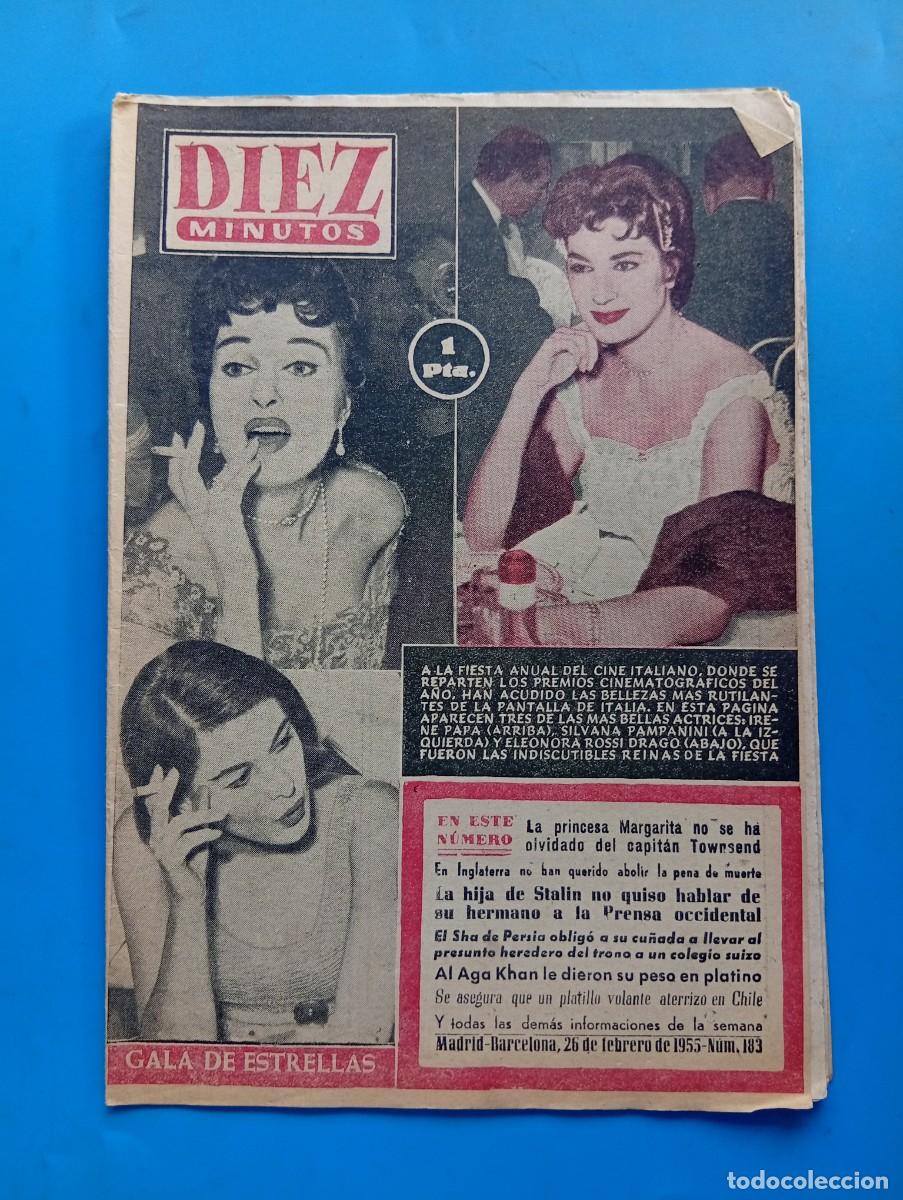 DIEZ
MINUTOS
1
Pta.
A LA FIESTA ANUAL DEL CINE ITALIANO, DONDE SE
REPARTEN LOS PREMIOS CINEMATOGRAFICOS DEL
AÑO, HAN ACUDIDO LAS BELLEZAS MAS RUTILAN-
TES DE LA PANTALLA DE ITALIA. EN ESTA PAGINA
APARECEN TRES DE LAS MAS BELLAS ACTRICES: IRE-
NE PAPA (ARRIBA), SILVANA PAMPANINI (A LA IZ-
QUIERDA) Y ELEONORA ROSSI DRAGO (ABAJO), QUE
FUERON LAS INDISCUTIBLES REINAS DE LA FIESTA
EN ESTE
NÚMERO
La princesa Margarita no se ha
olvidado del capitán Townsend
En Inglaterra no han querido abolir la pena de muerte
La hija de Stalin no quiso hablar de
su hermano a la Prensa occidental
El Sha de Persia obligó a su cuñada a llevar al
presunto heredero del trono a un colegio suizo
Al Aga Khan le dieron su peso en platino
Se asegura que un platillo volante aterrizo en Chile
Y todas las demás informaciones de la semana
Madrid-Barcelona, 26 de febrero de 1955-Núm. 183
GALA DE ESTRELLAS
todocoleccion